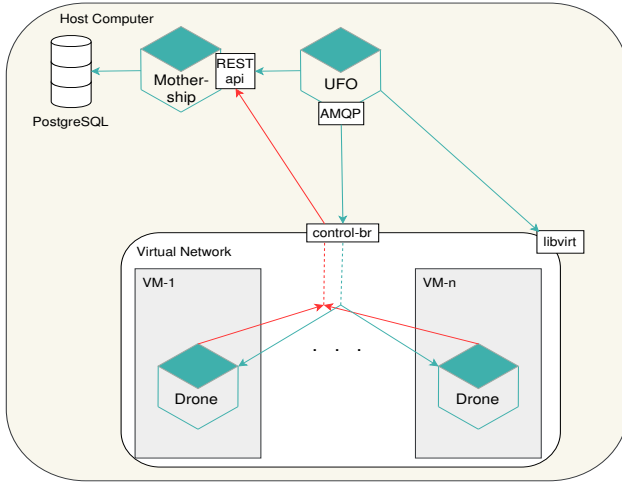 Host Computer
PostgreSQL
Mother-
ship
REST
api
UFO
AMQP
control-br
libvirt
Virtual Network
VM-1
VM-n
. . .
Drone
Drone